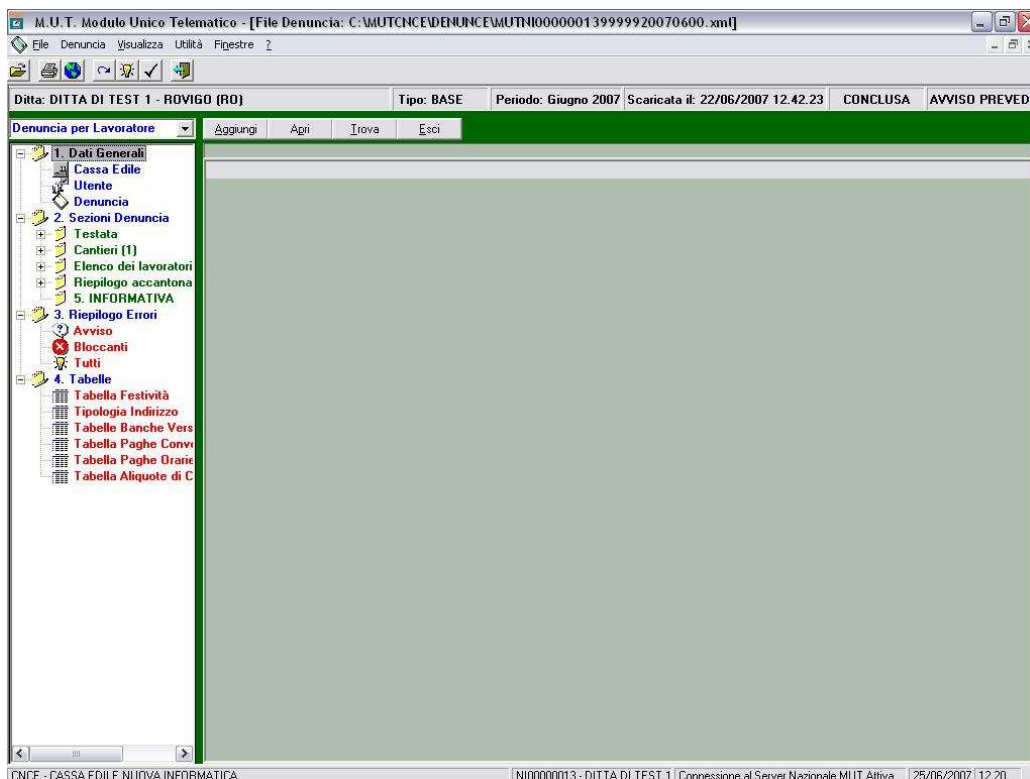 M.U.T. Modulo Unico Telematico - [File Denuncia: C:\MUTCNCE\DENUNCE\MUTNI00000013999992007060​0.xml]
File Denuncia Visualizza Utilità Finestre ?
Ditta: DITTA DI TEST 1 - ROVIGO (RO) Tipo: BASE Periodo: Giugno 2007 Scaricata il: 22/06/2007 12.42.23 CONCLUSA AVVISO PREVED
Denuncia per Lavoratore Aggiungi Apri Trova Esci
1. Dati Generali
Cassa Edile
Utente
Denuncia
2. Sezioni Denuncia
Testata
Cantieri (1)
Elenco dei lavoratori
Riepilogo accantona
5. INFORMATIVA
3. Riepilogo Errori
Avviso
Bloccanti
Tutti
4. Tabelle
Tabella Festività
Tipologia Indirizzo
Tabelle Banche Vers
Tabella Paghe Conve
Tabella Paghe Orarie
Tabella Aliquote di C
CNCE - CASSA EDILE NUOVA INFORMATICA NI00000013 - DITTA DI TEST 1 Connessione al Server Nazionale MUT Attiva 25/06/2007 12.20